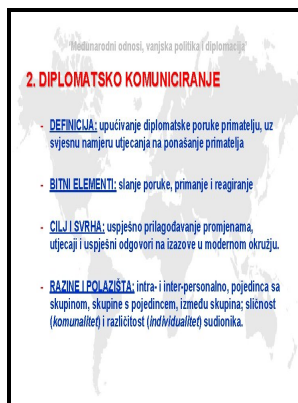 'Međunarodni odnosi, vanjska politika i diplomacija'
2. DIPLOMATSKO KOMUNICIRANJE
- DEFINICIJA: upućivanje diplomatske poruke primatelju, uz
svjesnu namjeru utjecanja na ponašanje primatelja
- BITNI ELEMENTI: slanje poruke, primanje i reagiranje
- CILJ I SVRHA: uspješno prilagođavanje promjenama,
utjecaji i uspješni odgovori na izazove u modernom okružju.
- RAZINE I POLAZIŠTA: intra- i inter-personalno, pojedinca sa
skupinom, skupine s pojedincem, između skupina; sličnost
(komunalitet) i različitost (individualitet) sudionika.